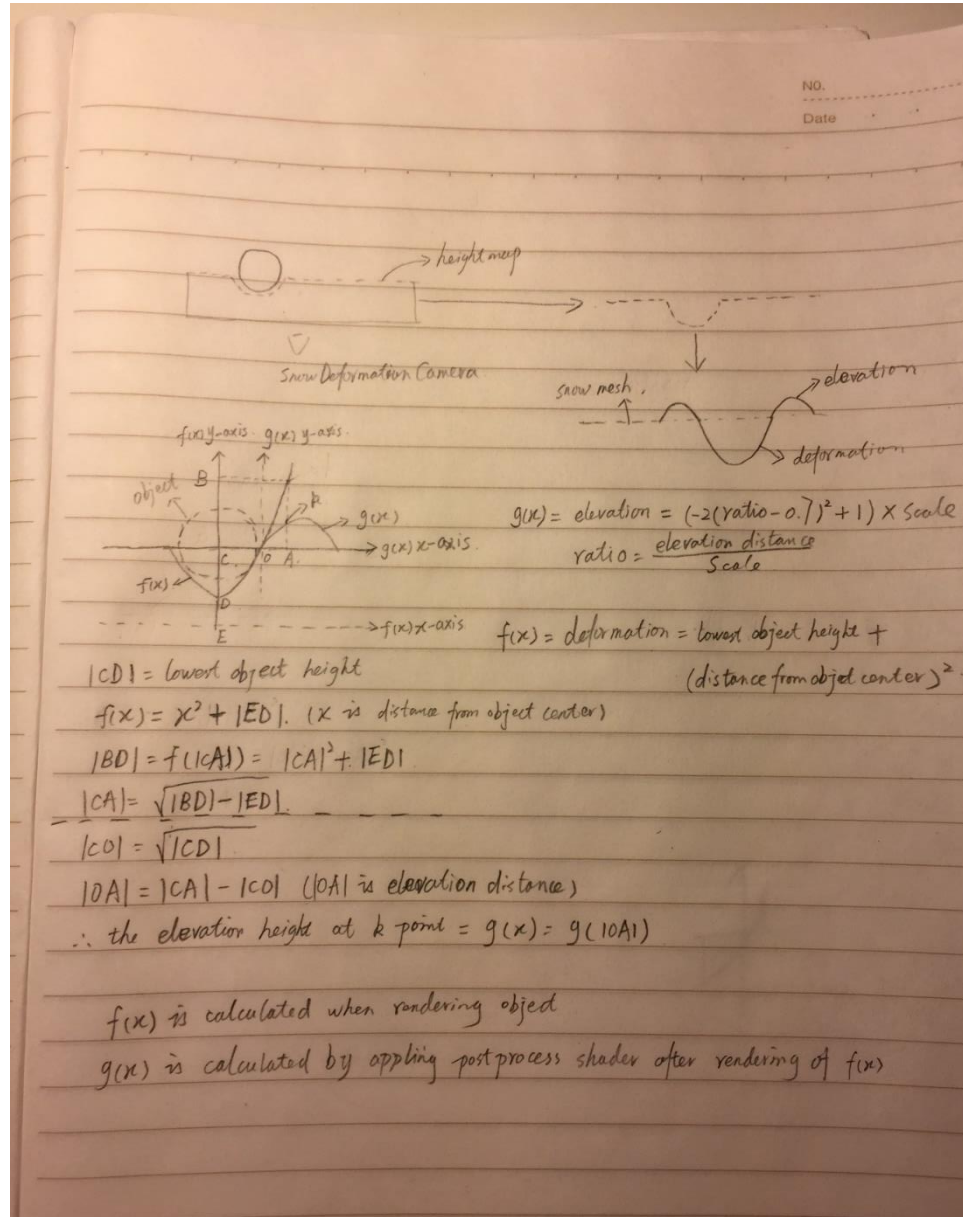 NO.
Date
height map
Snow Deformation Camera
snow mesh.
elevation
deformation
f(x) y-axis g(x) y-axis.
B
object
k
g(x)
C O A.
g(x) x-axis.
f(x)
D
E
f(x) x-axis
g(x) = elevation = (-2(ratio-0.7)²+1) × Scale
ratio = elevation distance / Scale
f(x) = deformation = lowest object height +
(distance from objet center)²
|CD| = lowest object height
f(x) = x² + |ED|. (x is distance from object center)
|BD| = f(|CA|) = |CA|² + |ED|
|CA| = √|BD|-|ED|
|CO| = √|CD|
|OA| = |CA| - |CO| (|OA| is elevation distance)
∴ the elevation height at k point = g(x) = g(|OA|)
f(x) is calculated when rendering objed
g(x) is calculated by appling postprocess shader after rendering of f(x)